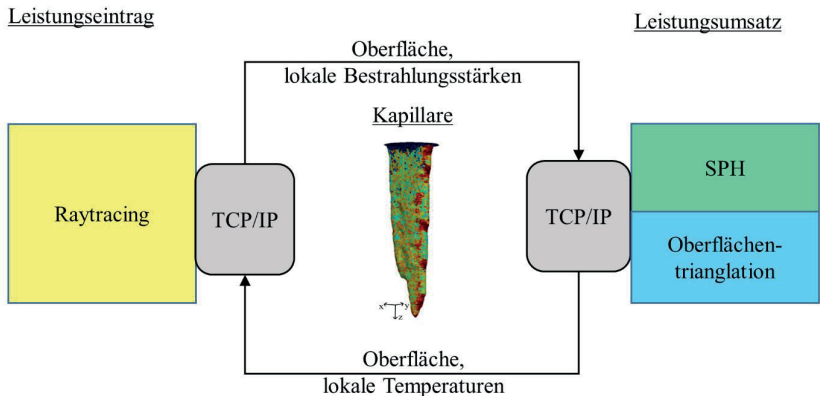 Leistungseintrag
Leistungsumsatz
Oberfläche,
lokale Bestrahlungsstärken
Kapillare
Raytracing
TCP/IP
TCP/IP
SPH
Oberflächen-
trianglation
x y
z
Oberfläche,
lokale Temperaturen